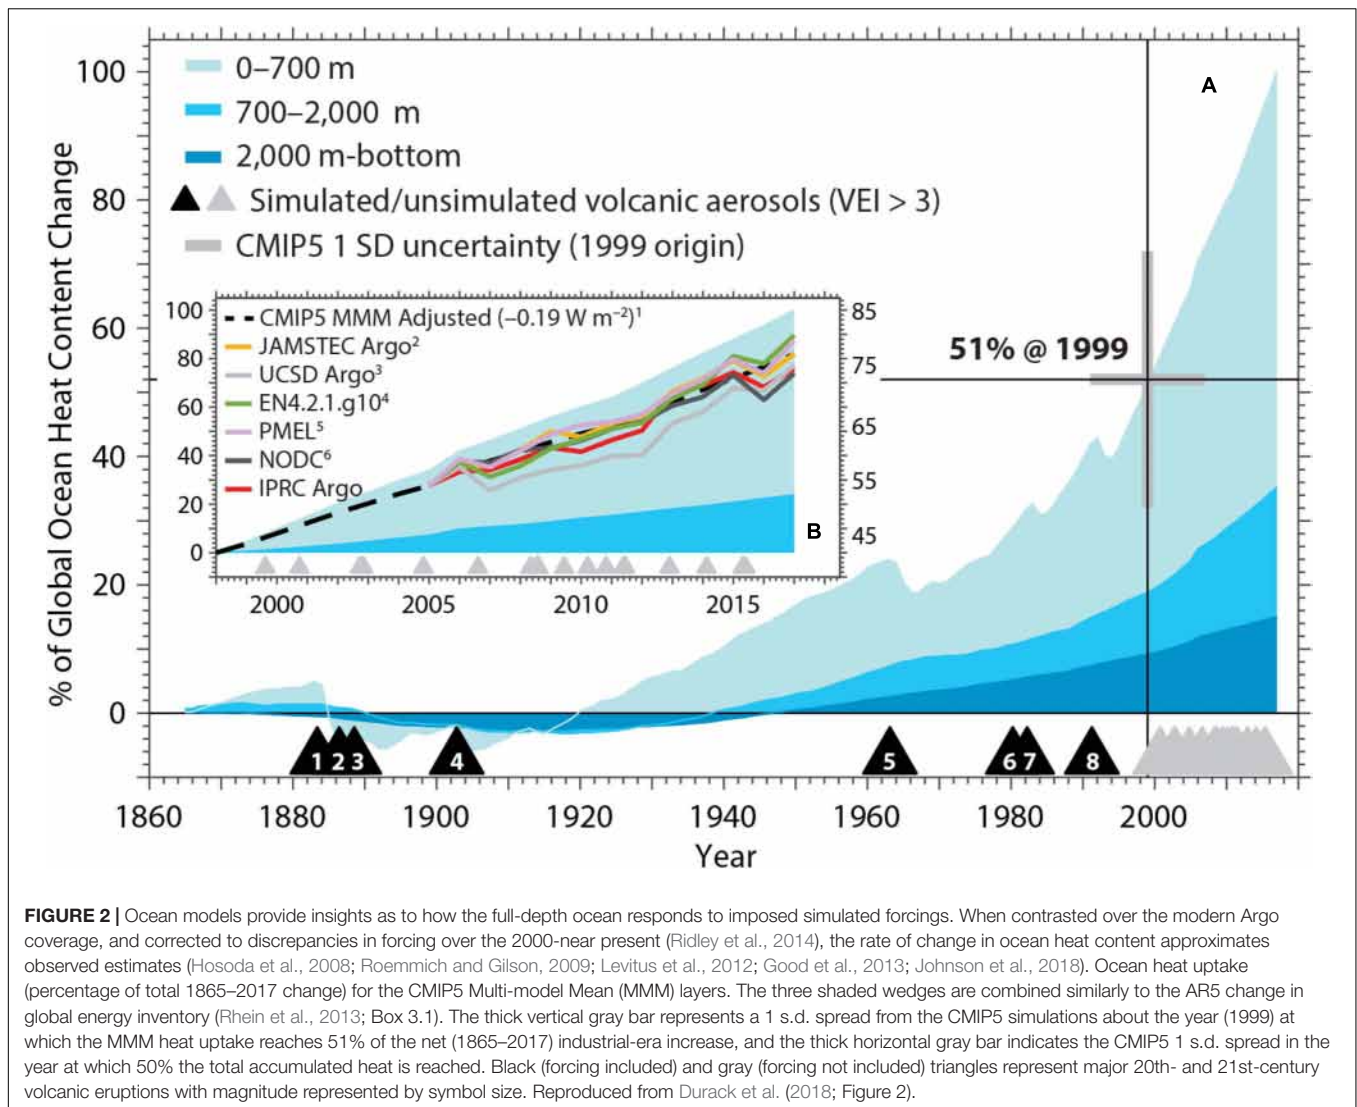 A
100
80
60
40
20
0
% of Global Ocean Heat Content Change
0–700 m
700–2,000 m
2,000 m-bottom
Simulated/unsimulated volcanic aerosols (VEI > 3)
CMIP5 1 SD uncertainty (1999 origin)
51% @ 1999
100
80
60
40
20
0
CMIP5 MMM Adjusted (–0.19 W m⁻²)¹
JAMSTEC Argo²
UCSD Argo³
EN4.2.1.g10⁴
PMEL⁵
NODC⁶
IPRC Argo
85
75
65
55
45
B
2000 2005 2010 2015
1 2 3 4 5 6 7 8
1860 1880 1900 1920 1940 1960 1980 2000
Year
FIGURE 2 | Ocean models provide insights as to how the full-depth ocean responds to imposed simulated forcings. When contrasted over the modern Argo
coverage, and corrected to discrepancies in forcing over the 2000-near present (Ridley et al., 2014), the rate of change in ocean heat content approximates
observed estimates (Hosoda et al., 2008; Roemmich and Gilson, 2009; Levitus et al., 2012; Good et al., 2013; Johnson et al., 2018). Ocean heat uptake
(percentage of total 1865–2017 change) for the CMIP5 Multi-model Mean (MMM) layers. The three shaded wedges are combined similarly to the AR5 change in
global energy inventory (Rhein et al., 2013; Box 3.1). The thick vertical gray bar represents a 1 s.d. spread from the CMIP5 simulations about the year (1999) at
which the MMM heat uptake reaches 51% of the net (1865–2017) industrial-era increase, and the thick horizontal gray bar indicates the CMIP5 1 s.d. spread in the
year at which 50% the total accumulated heat is reached. Black (forcing included) and gray (forcing not included) triangles represent major 20th- and 21st-century
volcanic eruptions with magnitude represented by symbol size. Reproduced from Durack et al. (2018; Figure 2).